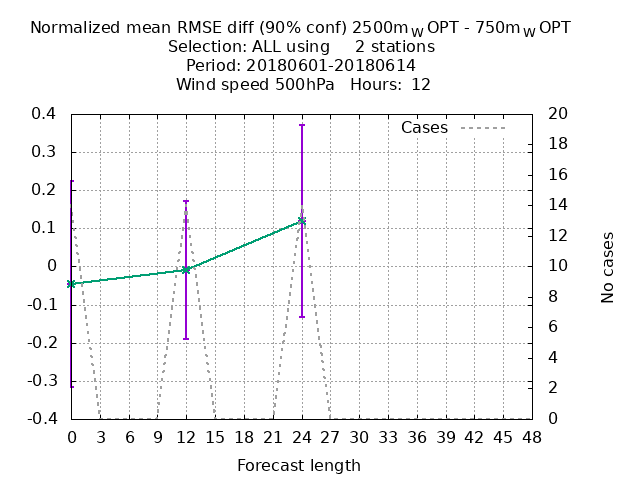 Normalized mean RMSE diff (90% conf) 2500m_W OPT - 750m_W OPT
Selection: ALL using     2 stations
Period: 20180601-20180614
Wind speed 500hPa   Hours:  12
Cases
0.4
0.3
0.2
0.1
0
-0.1
-0.2
-0.3
-0.4
20
18
16
14
12
10
8
6
4
2
0
No cases
0 3 6 9 12 15 18 21 24 27 30 33 36 39 42 45 48
Forecast length